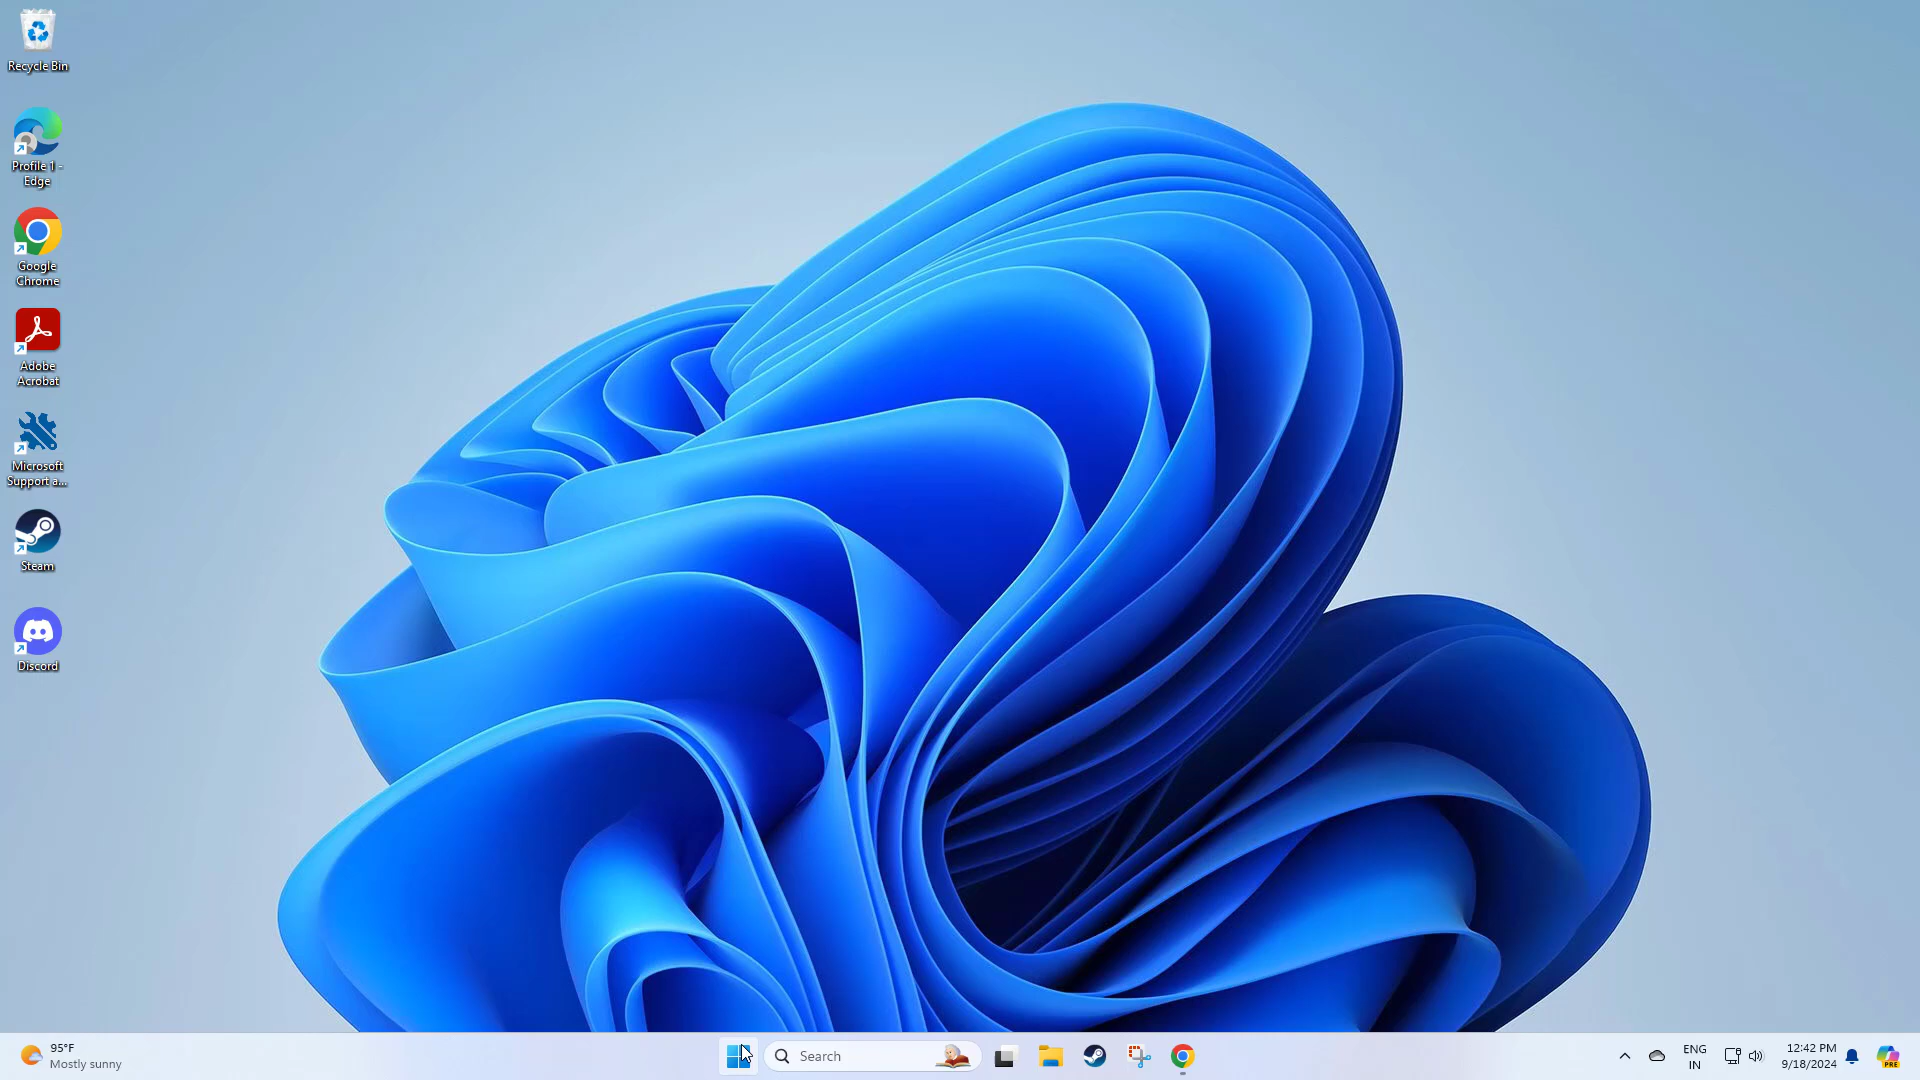 Recycle Bin
Profile 1 -
Edge
Google
Chrome
Adobe
Acrobat
Microsoft
Support a...
Steam
Discord
95°F
Mostly sunny
Search
ENG
IN
12:42 PM
9/18/2024
PRE